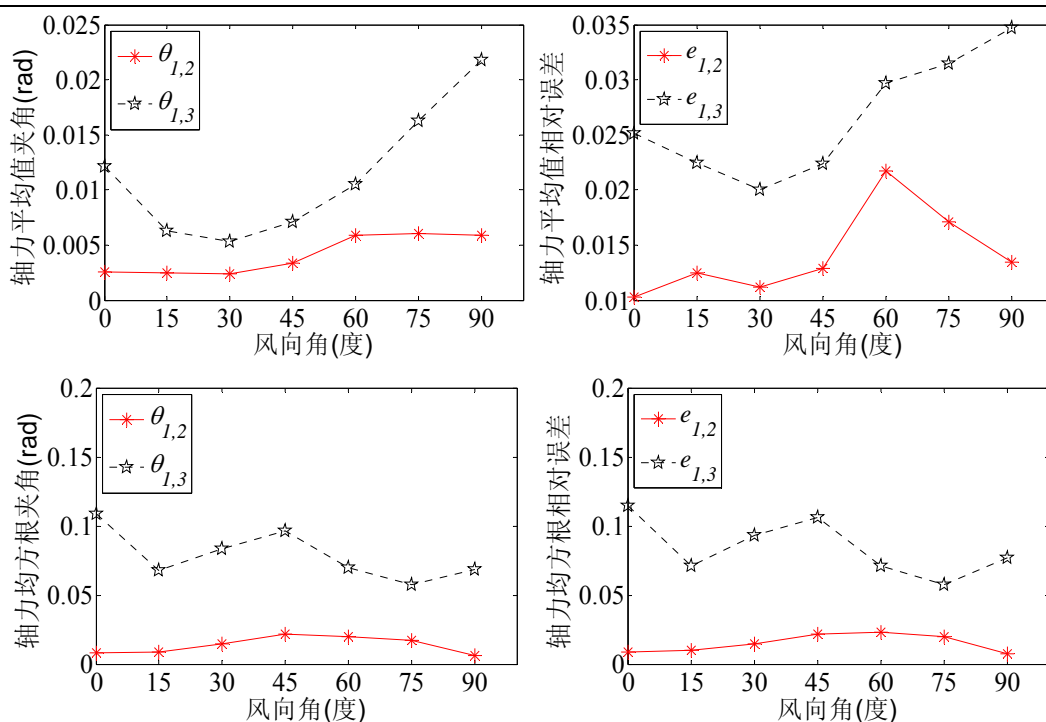 0.025
0.02
0.015
0.01
0.005
0
轴力平均值夹角(rad)
θ1,2
θ1,3
0 15 30 45 60 75 90
风向角(度)
0.035
0.03
0.025
0.02
0.015
0.01
轴力平均值相对误差
e1,2
e1,3
0 15 30 45 60 75 90
风向角(度)
0.2
0.15
0.1
0.05
0
轴力均方根夹角(rad)
θ1,2
θ1,3
0 15 30 45 60 75 90
风向角(度)
0.2
0.15
0.1
0.05
0
轴力均方根相对误差
e1,2
e1,3
0 15 30 45 60 75 90
风向角(度)